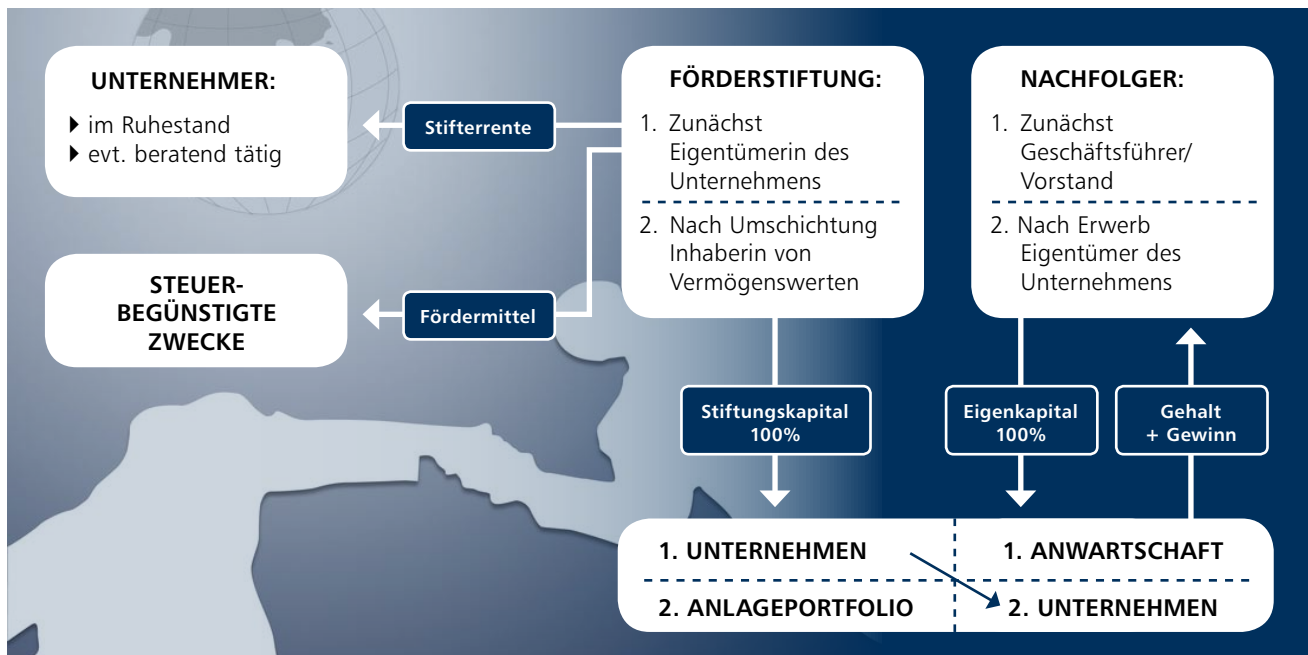 UNTERNEHMER:
im Ruhestand
evt. beratend tätig
Stifterrente
FÖRDERSTIFTUNG:
1. Zunächst
Eigentümerin des
Unternehmens
2. Nach Umschichtung
Inhaberin von
Vermögenswerten
NACHFOLGER:
1. Zunächst
Geschäftsführer/
Vorstand
2. Nach Erwerb
Eigentümer des
Unternehmens
STEUER-
BEGÜNSTIGTE
ZWECKE
Fördermittel
Stiftungskapital
100%
Eigenkapital
100%
Gehalt
+ Gewinn
1. UNTERNEHMEN
1. ANWARTSCHAFT
2. ANLAGEPORTFOLIO
2. UNTERNEHMEN